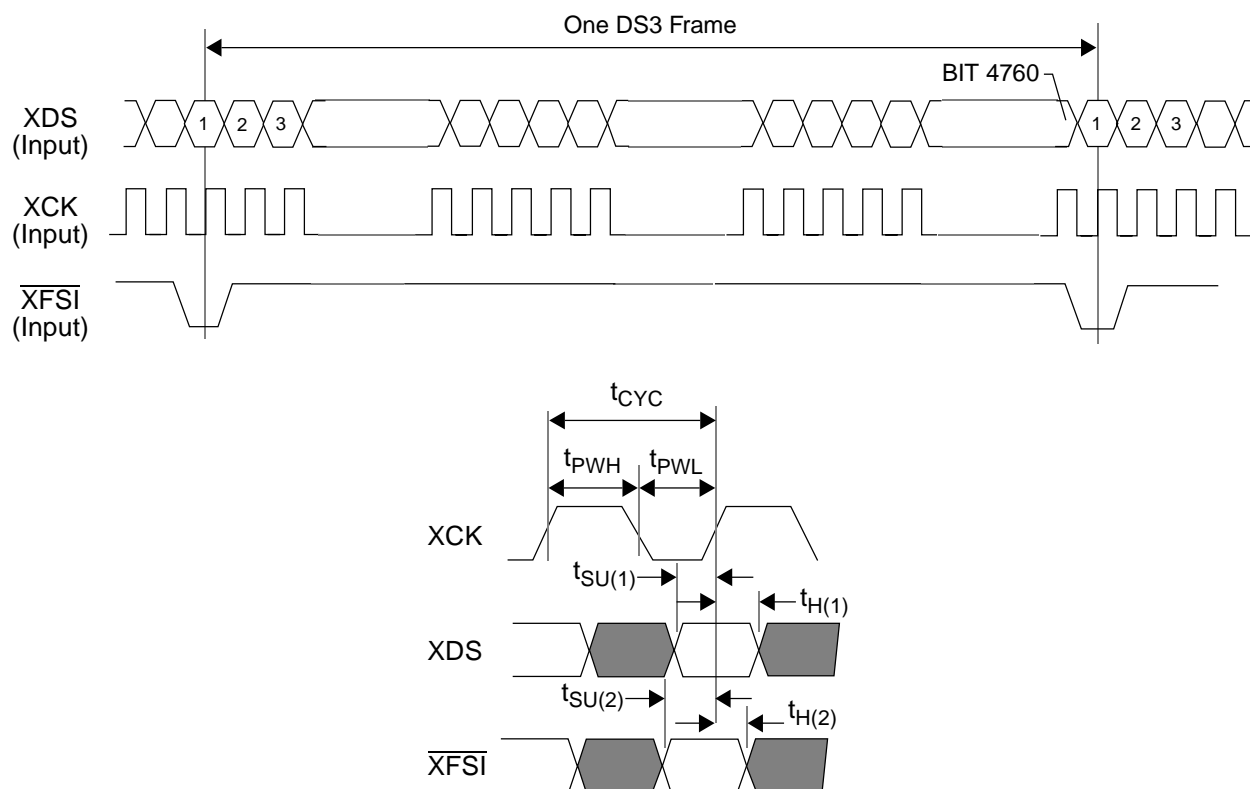 One DS3 Frame
BIT 4760
XDS
(Input)
1 2 3
1 2 3
XCK
(Input)
XFSI
(Input)
tCYC
tPWH tPWL
XCK
tSU(1)
tH(1)
XDS
tSU(2)
tH(2)
XFSI